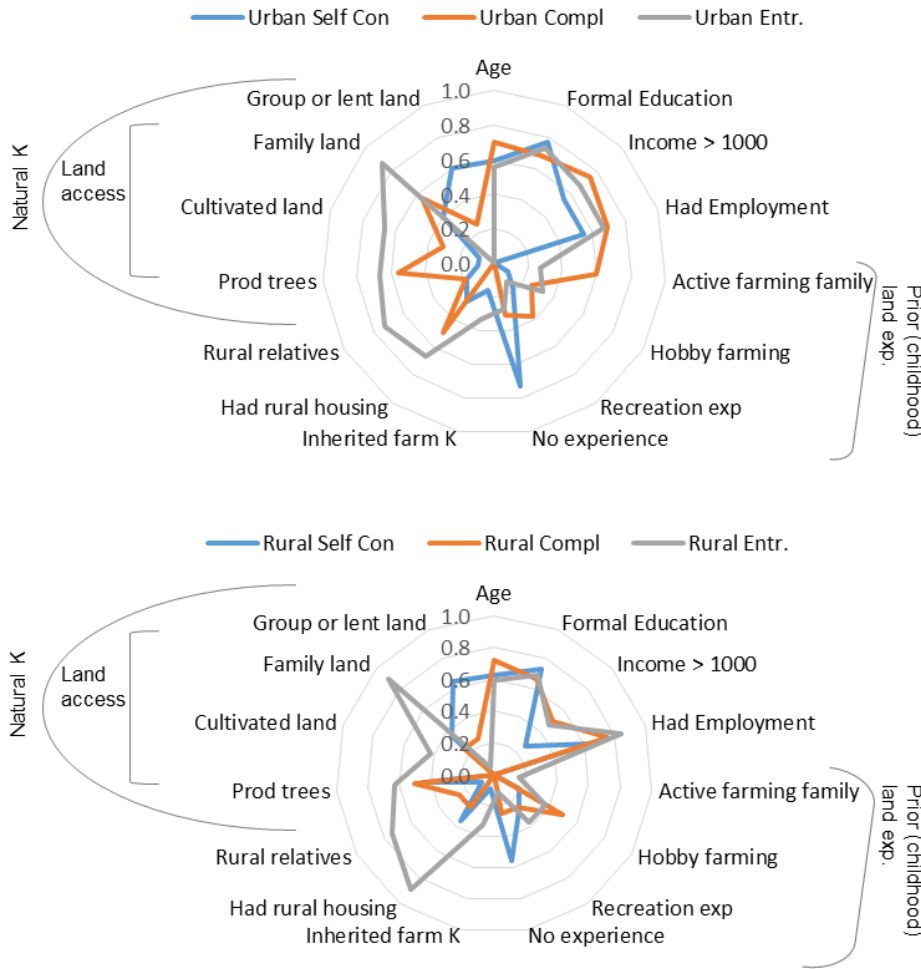 Urban Self Con Urban Compl Urban Entr.
Age
1.0
Group or lent land Formal Education
0.8
Family land Income > 1000
0.6
Land
access
0.4
Natural K
Cultivated land Had Employment
0.2
0.0
Prod trees Active farming family
Prior (childhood)
land exp.
Rural relatives Hobby farming
Had rural housing Recreation exp
Inherited farm K No experience
Rural Self Con Rural Compl Rural Entr.
Age
1.0
Group or lent land Formal Education
0.8
Family land Income > 1000
0.6
Land
access
0.4
Natural K
Cultivated land Had Employment
0.2
0.0
Prod trees Active farming family
Prior (childhood)
land exp.
Rural relatives Hobby farming
Had rural housing Recreation exp
Inherited farm K No experience